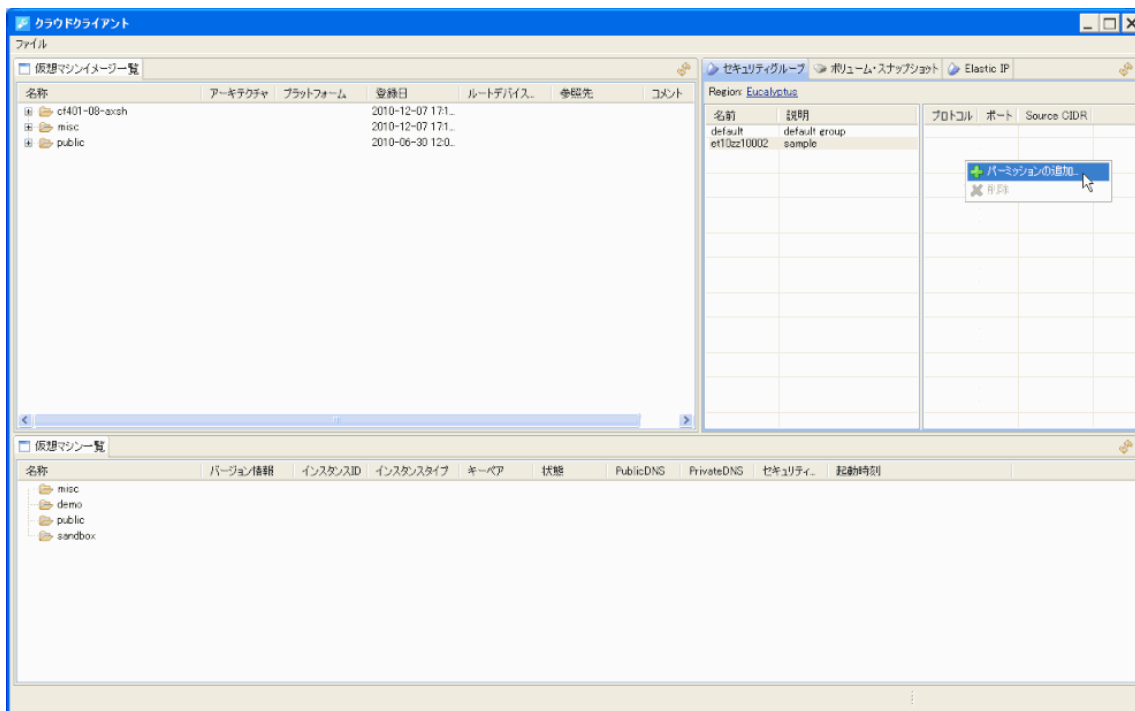 クラウドクライアント
ファイル
仮想マシンイメージ一覧
名称 アーキテクチャ プラットフォーム 登録日 ルートデバイス... 参照先 コメント
cf401-08-axsh 2010-12-07 17:1...
misc 2010-12-07 17:1...
public 2010-06-30 12:0...
セキュリティグループ ボリューム・スナップショット Elastic IP
Region: Eucalyptus
名前 説明 プロトコル ポート Source CIDR
default default group
et10zz10002 sample
パーミッションの追加...
削除
仮想マシン一覧
名称 バージョン情報 インスタンスID インスタンスタイプ キーペア 状態 PublicDNS PrivateDNS セキュリティ... 起動時刻
misc
demo
public
sandbox